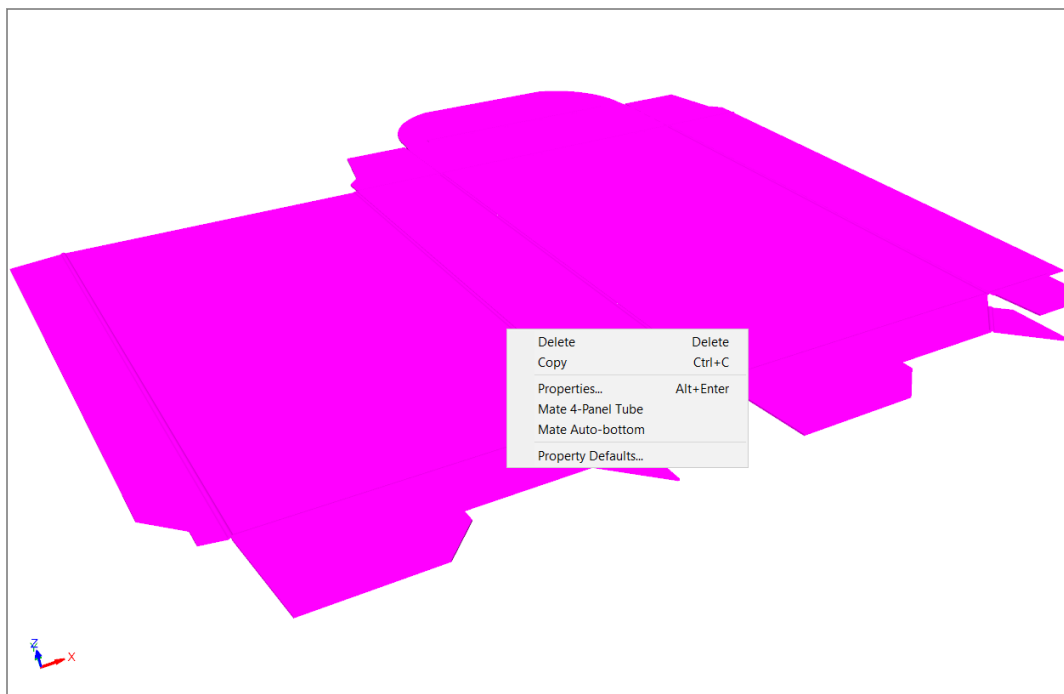 Delete Delete
Copy Ctrl+C
Properties... Alt+Enter
Mate 4-Panel Tube
Mate Auto-bottom
Property Defaults...
Z
X